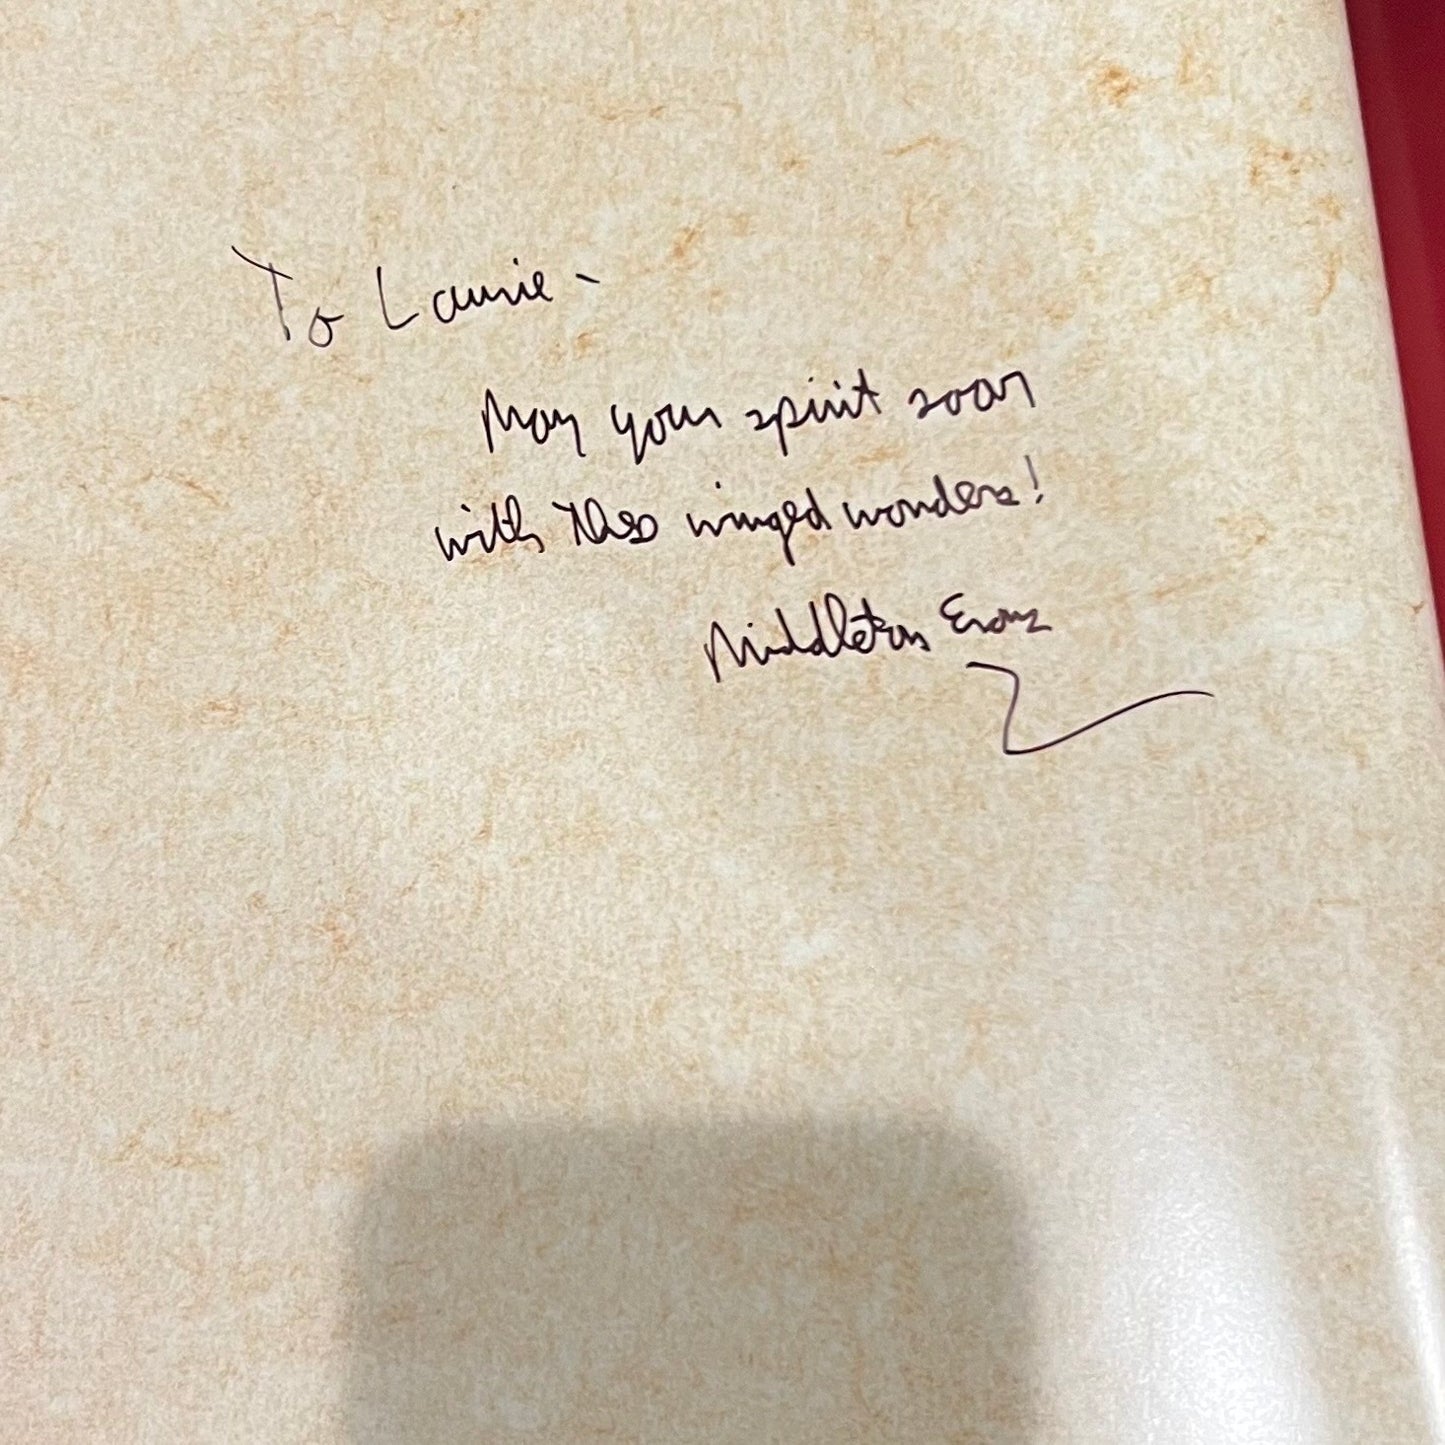 To Laurie -
May your spirit soar
with these winged wonders!
Middleton Evans